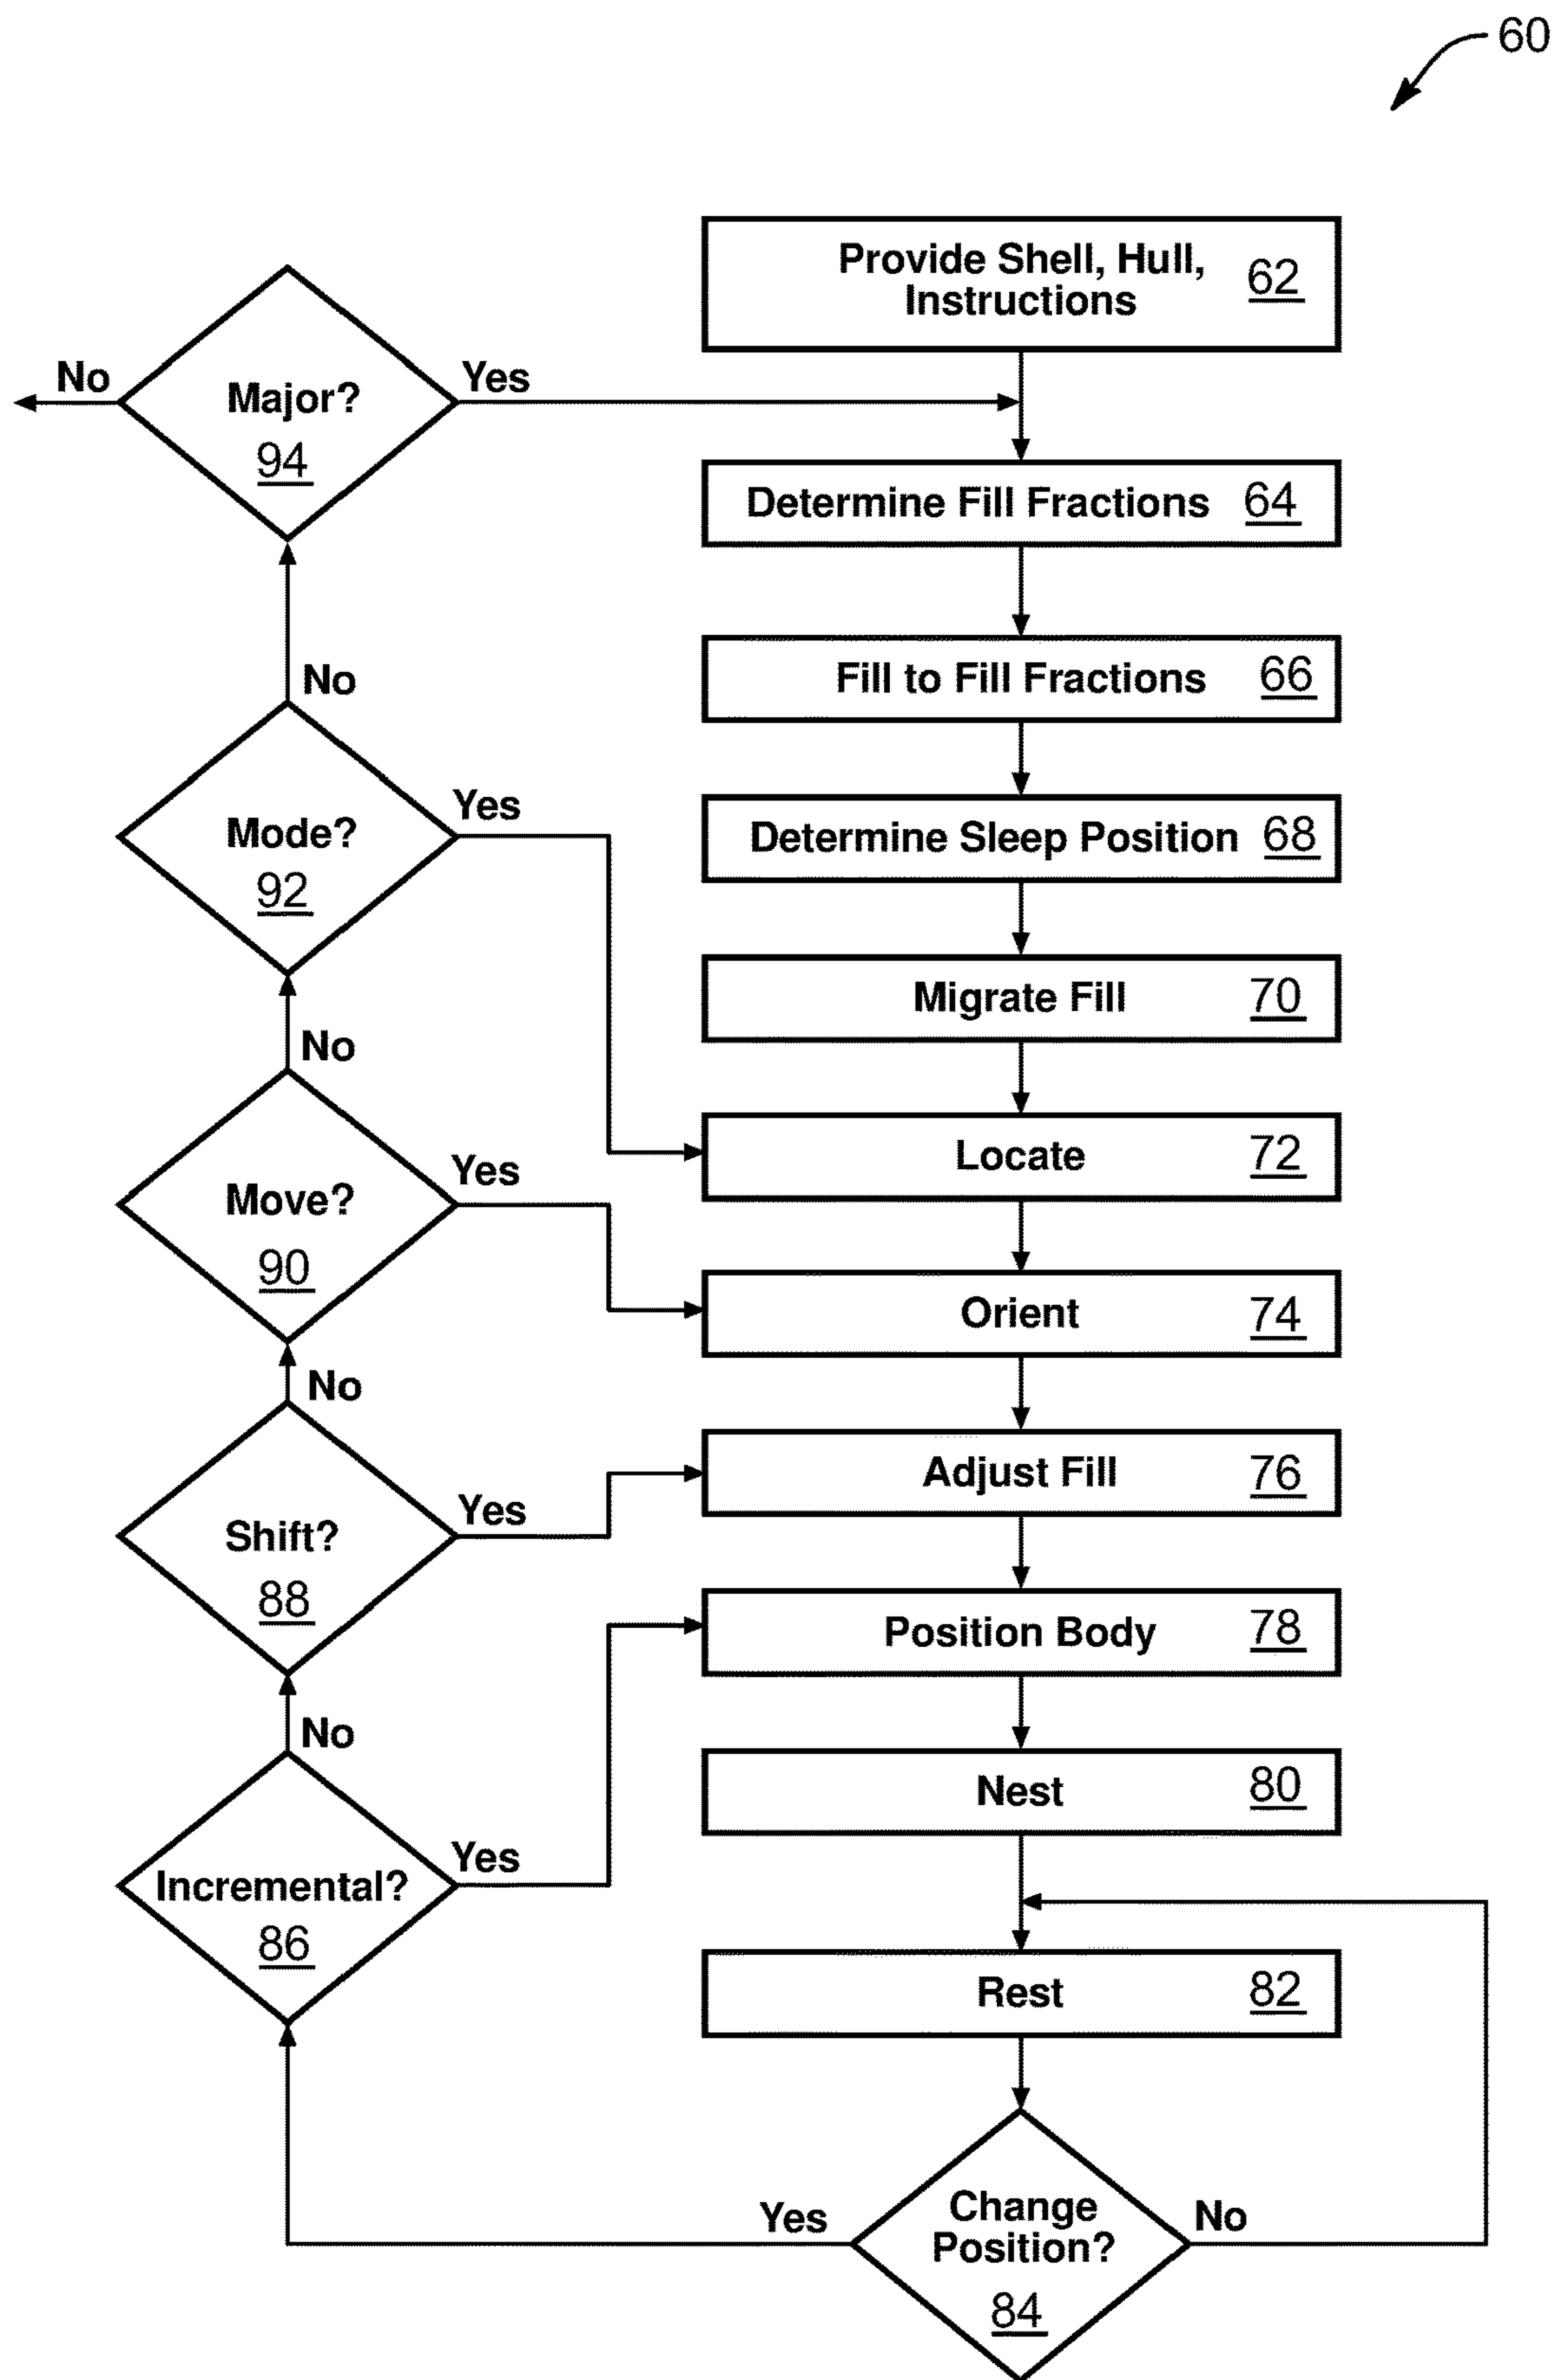 60
Provide Shell, Hull,
Instructions
62
No
Major?
94
Yes
Determine Fill Fractions 64
Fill to Fill Fractions 66
No
Mode?
92
Yes
Determine Sleep Position 68
Migrate Fill 70
No
Locate 72
Move?
90
Yes
Orient 74
No
Adjust Fill 76
Shift?
88
Yes
Position Body 78
No
Nest 80
Incremental?
86
Yes
Rest 82
Yes
Change
Position?
84
No